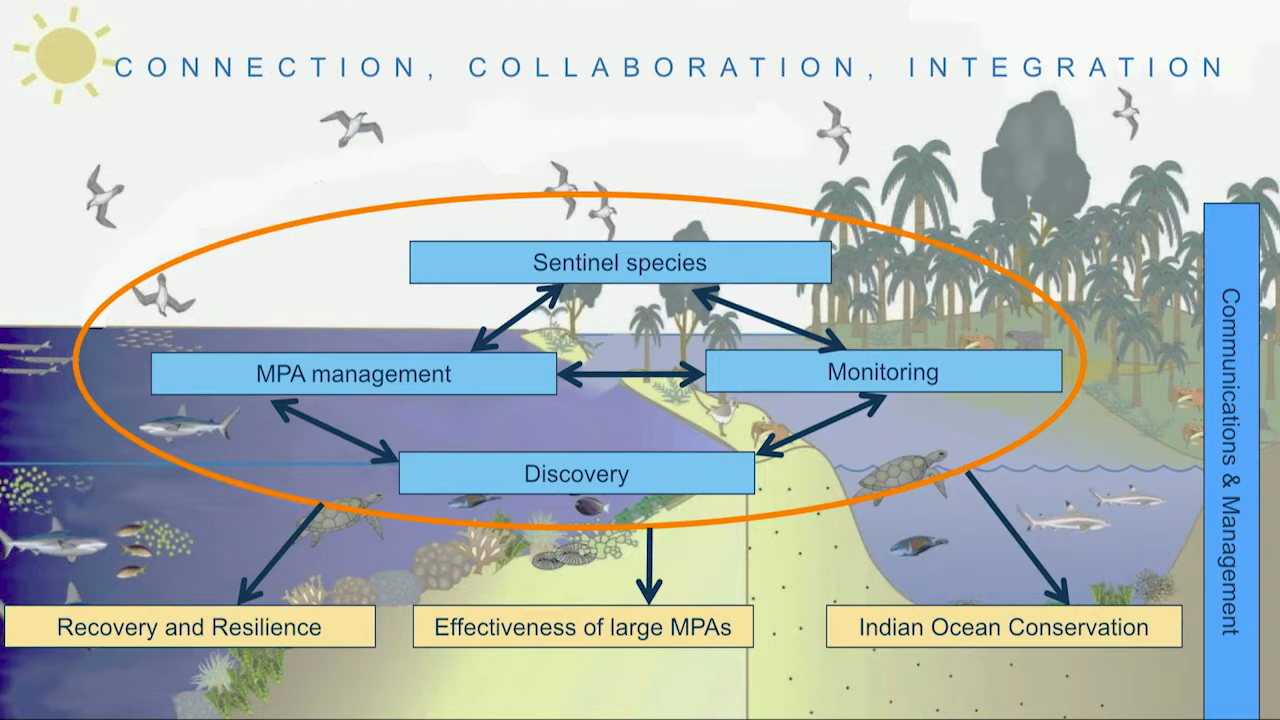 CONNECTION, COLLABORATION, INTEGRATION
Sentinel species
MPA management
Monitoring
Discovery
Recovery and Resilience
Effectiveness of large MPAs
Indian Ocean Conservation
Communications & Management